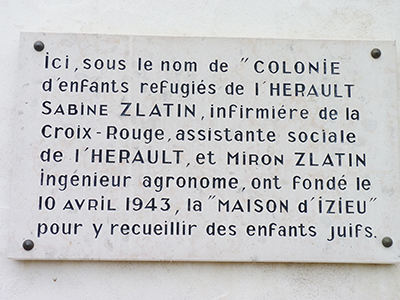 ici, sous le nom de "COLONIE
d'enfants refugiés de l'HERAULT
SABINE ZLATIN, infirmiére de la
Croix-Rouge, assistante sociale
de l'HERAULT, et MIRON ZLATIN
ingénieur agronome, ont fondé le
10 AVRIL 1943, la "MAISON d'IZIEU"
pour y recueillir des enfants juifs.